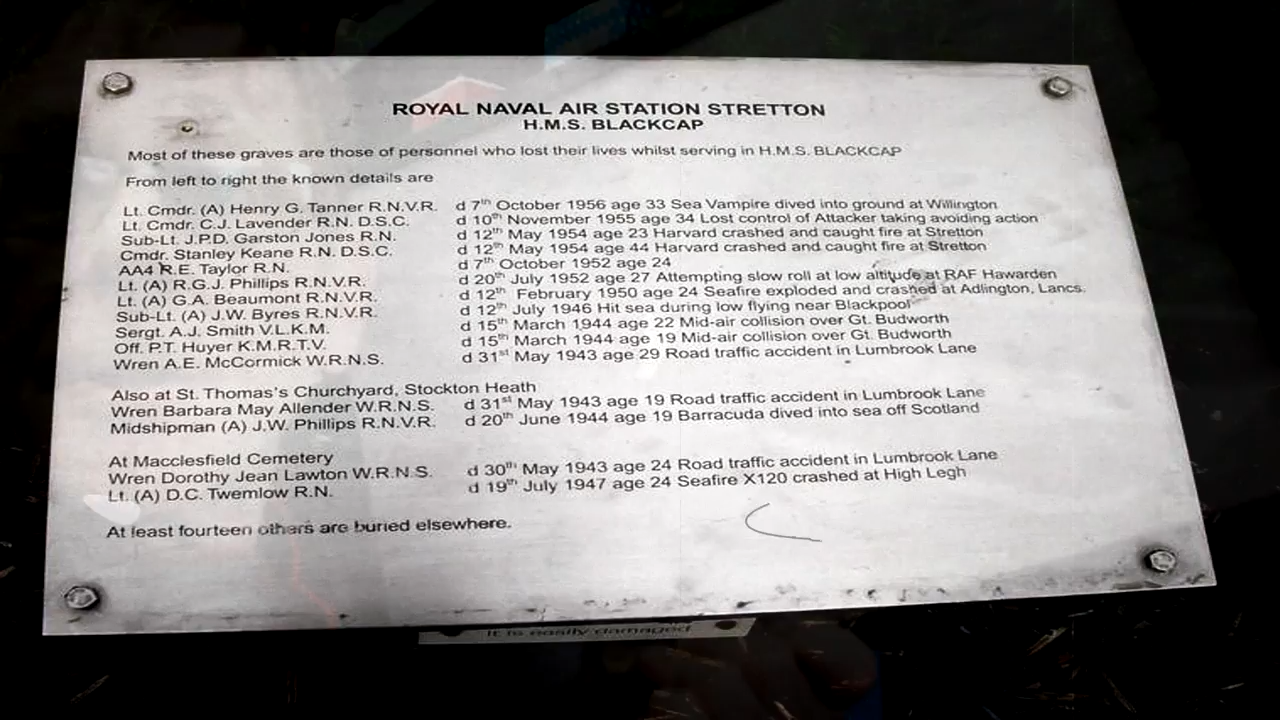 ROYAL NAVAL AIR STATION STRETTON
H.M.S. BLACKCAP
Most of these graves are those of personnel who lost their lives whilst serving in H.M.S. BLACKCAP
From left to right the known details are
Lt. Cmdr. (A) Henry G. Tanner R.N.V.R. d 7th October 1956 age 33 Sea Vampire dived into ground at Willington
Lt. Cmdr. C.J. Lavender R.N. D.S.C. d 10th November 1955 age 34 Lost control of Attacker taking avoiding action
Sub-Lt. J.P.D. Garston Jones R.N. d 12th May 1954 age 23 Harvard crashed and caught fire at Stretton
Cmdr. Stanley Keane R.N. D.S.C. d 12th May 1954 age 44 Harvard crashed and caught fire at Stretton
AA4 R.E. Taylor R.N. d 7th October 1952 age 24
Lt. (A) R.G.J. Phillips R.N.V.R. d 20th July 1952 age 27 Attempting slow roll at low altitude at RAF Hawarden
Lt. (A) G.A. Beaumont R.N.V.R. d 12th February 1950 age 24 Seafire exploded and crashed at Adlington, Lancs.
Sub-Lt. (A) J.W. Byres R.N.V.R. d 12th July 1946 Hit sea during low flying near Blackpool
Sergt. A.J. Smith V.L.K.M. d 15th March 1944 age 22 Mid-air collision over Gt. Budworth
Off. P.T. Huyer K.M.R.T.V. d 15th March 1944 age 19 Mid-air collision over Gt. Budworth
Wren A.E. McCormick W.R.N.S. d 31st May 1943 age 29 Road traffic accident in Lumbrook Lane
Also at St. Thomas's Churchyard, Stockton Heath
Wren Barbara May Allender W.R.N.S. d 31st May 1943 age 19 Road traffic accident in Lumbrook Lane
Midshipman (A) J.W. Phillips R.N.V.R. d 20th June 1944 age 19 Barracuda dived into sea off Scotland
At Macclesfield Cemetery
Wren Dorothy Jean Lawton W.R.N.S. d 30th May 1943 age 24 Road traffic accident in Lumbrook Lane
Lt. (A) D.C. Twemlow R.N. d 19th July 1947 age 24 Seafire X120 crashed at High Legh
At least fourteen others are buried elsewhere.
It is easily damaged